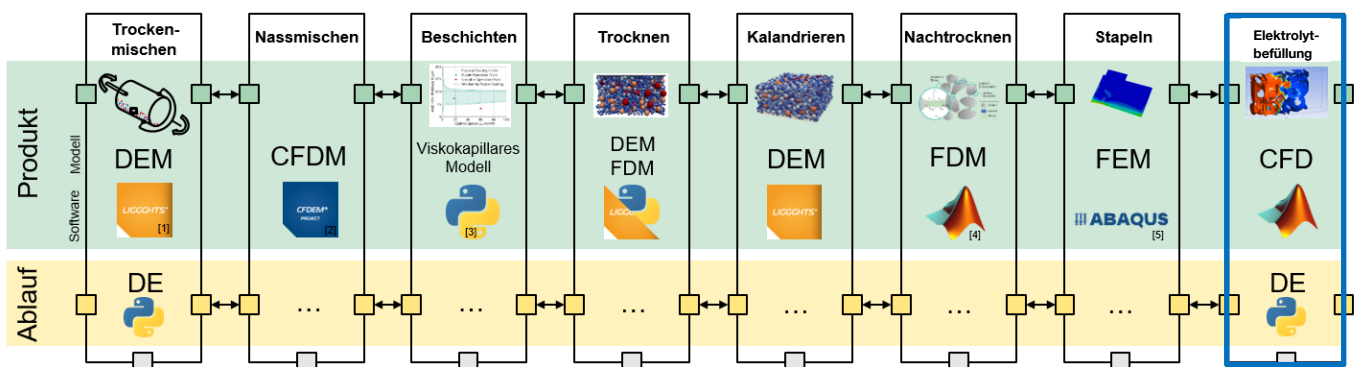 Trocken-
mischen
Nassmischen
Beschichten
Trocknen
Kalandrieren
Nachtrocknen
Stapeln
Elektrolyt-
befüllung
Produkt
Modell
Software
DEM
CFDM
Viskokapillares
Modell
DEM
FDM
DEM
FDM
FEM
CFD
LIGGGHTS®
[1]
CFDEM®
PROJECT
[2]
[3]
LIGGG
LIGGGHTS®
[4]
ABAQUS
[5]
Ablauf
DE
...
...
...
...
...
...
DE